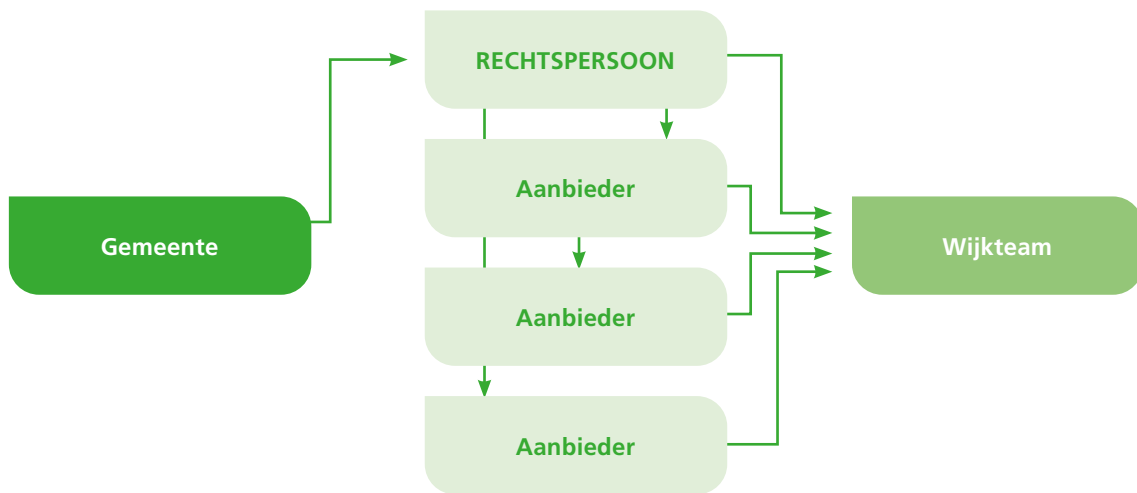 RECHTSPERSOON
Aanbieder
Gemeente
Wijkteam
Aanbieder
Aanbieder